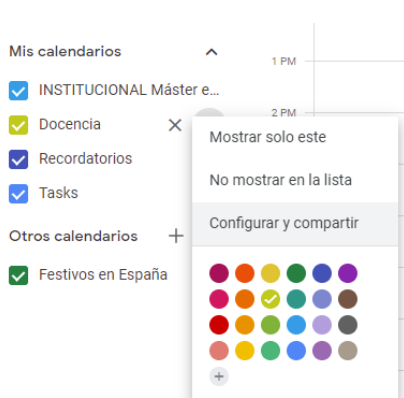 Mis calendarios
1 PM
INSTITUCIONAL Máster e...
2 PM
Docencia
Mostrar solo este
Recordatorios
No mostrar en la lista
Tasks
Configurar y compartir
Otros calendarios
Festivos en España